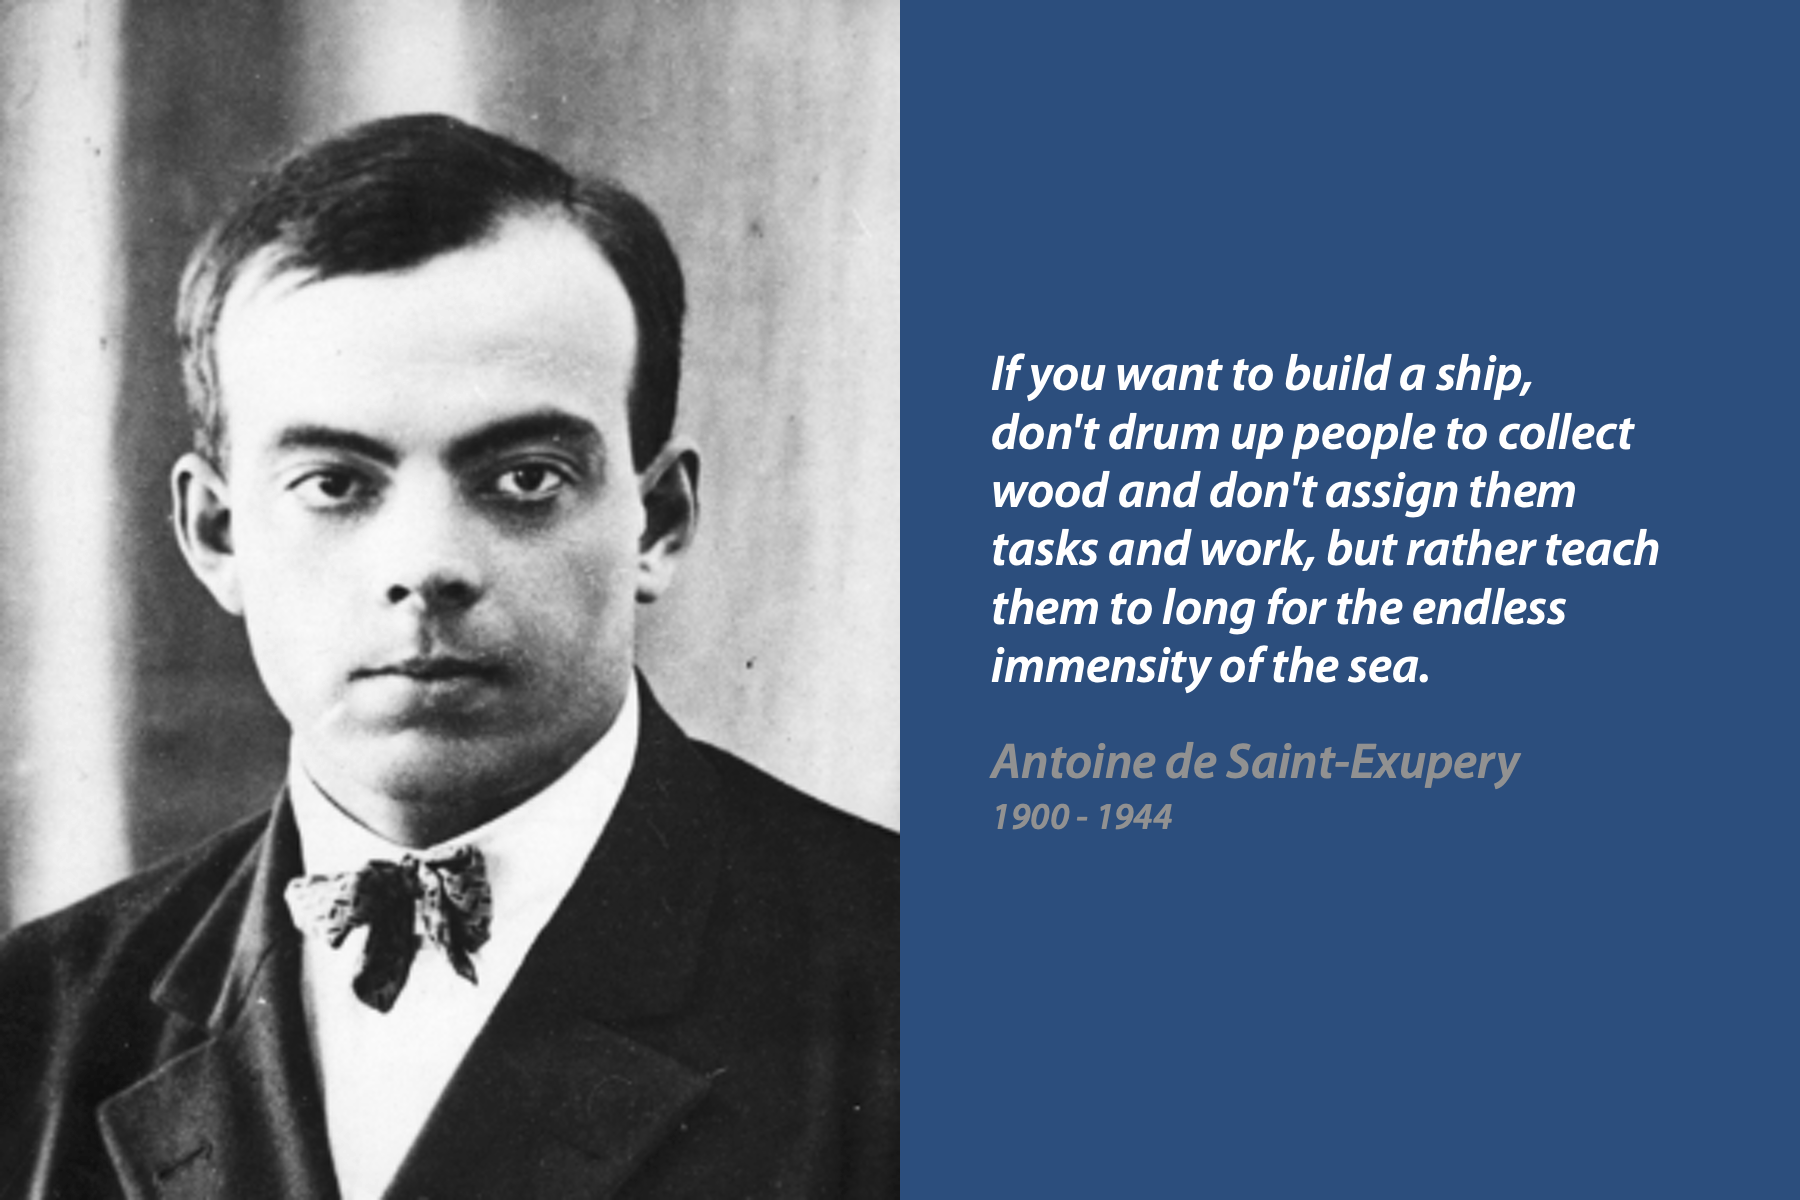 If you want to build a ship,
don't drum up people to collect
wood and don't assign them
tasks and work, but rather teach
them to long for the endless
immensity of the sea.
Antoine de Saint-Exupery
1900 - 1944